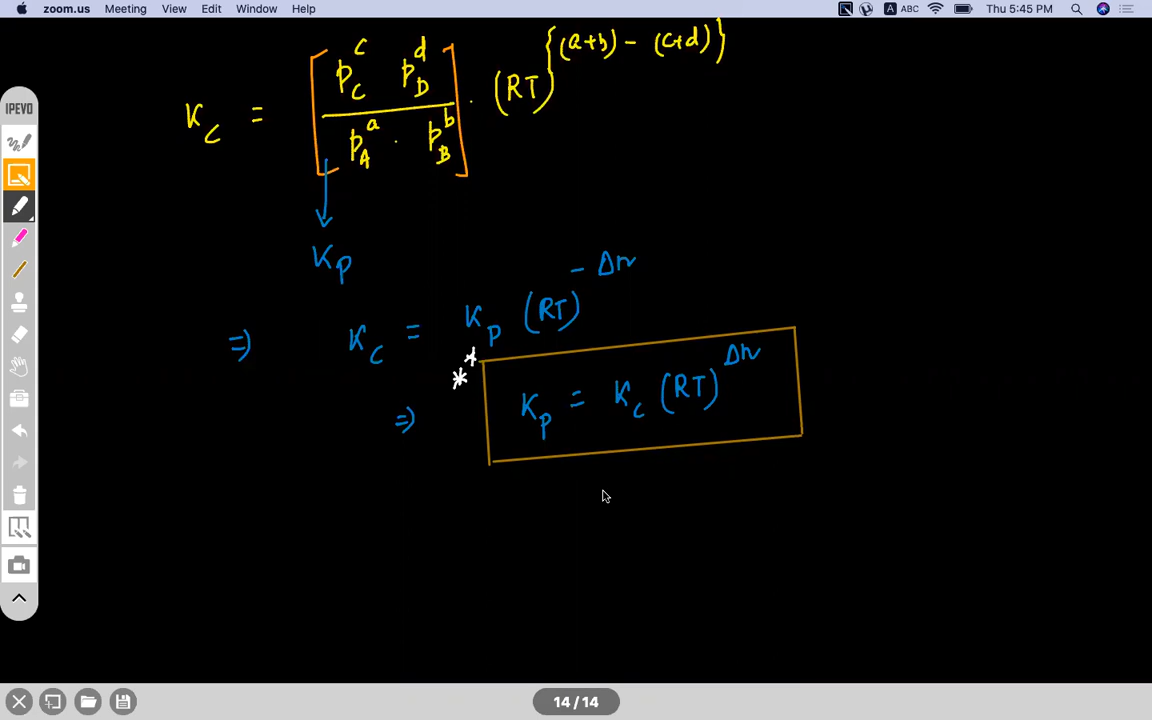 zoom.us Meeting View Edit Window Help A ABC Thu 5:45 PM
IPEVO
K_C = [ p_C^c p_D^d / p_A^a · p_B^b ] · (RT)^{(a+b) - (c+d)}
↓
K_p
⇒ K_c = K_p (RT)^{-Δn}
**
⇒ K_p = K_c (RT)^{Δn}
14 / 14